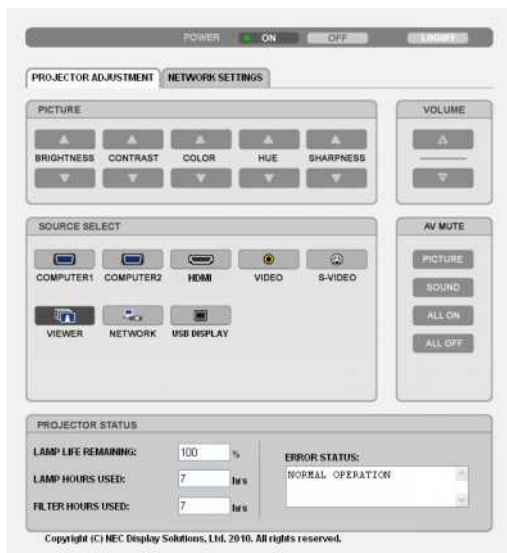 POWER ON OFF LOGOFF
PROJECTOR ADJUSTMENT NETWORK SETTINGS
PICTURE
BRIGHTNESS CONTRAST COLOR HUE SHARPNESS
VOLUME
SOURCE SELECT
COMPUTER1 COMPUTER2 HDMI VIDEO S-VIDEO
VIEWER NETWORK USB DISPLAY
AV MUTE
PICTURE
SOUND
ALL ON
ALL OFF
PROJECTOR STATUS
LAMP LIFE REMAINING: 100 %
LAMP HOURS USED: 7 hrs
FILTER HOURS USED: 7 hrs
ERROR STATUS:
NORMAL OPERATION
Copyright (C) NEC Display Solutions, Ltd. 2010. All rights reserved.